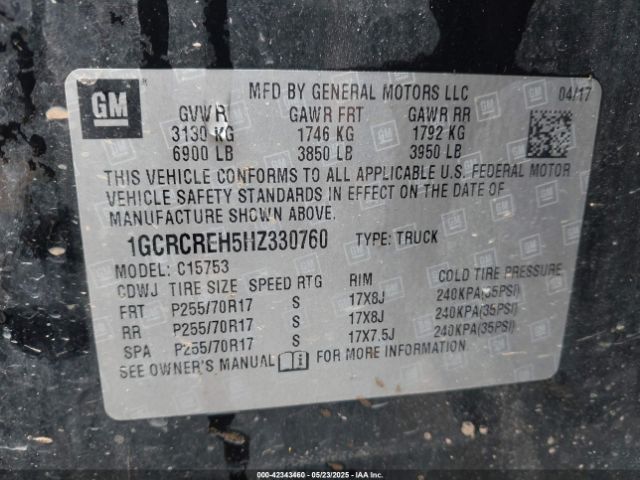 GM
MFD BY GENERAL MOTORS LLC 04/17
GVWR GAWR FRT GAWR RR
3130 KG 1746 KG 1792 KG
6900 LB 3850 LB 3950 LB
THIS VEHICLE CONFORMS TO ALL APPLICABLE U.S. FEDERAL MOTOR
VEHICLE SAFETY STANDARDS IN EFFECT ON THE DATE OF
MANUFACTURE SHOWN ABOVE.
1GCRCREH5HZ330760 TYPE: TRUCK
MODEL: C15753
CDWJ TIRE SIZE SPEED RTG RIM COLD TIRE PRESSURE
FRT P255/70R17 S 17X8J 240KPA(35PSI)
RR P255/70R17 S 17X8J 240KPA(35PSI)
SPA P255/70R17 S 17X7.5J 240KPA(35PSI)
SEE OWNER'S MANUAL FOR MORE INFORMATION
000-42343460 - 05/23/2025 - IAA Inc.